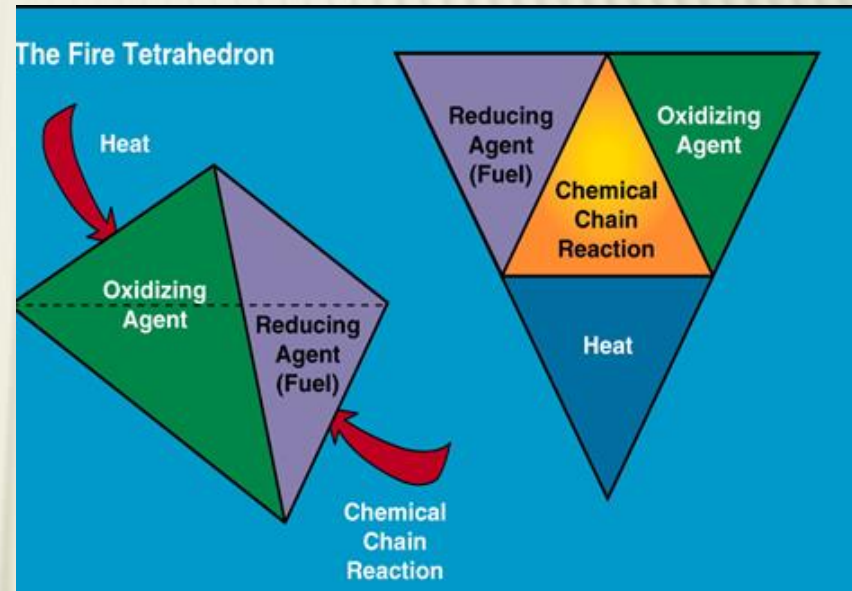 The Fire Tetrahedron
Heat
Oxidizing
Agent
Reducing
Agent
(Fuel)
Chemical
Chain
Reaction
Reducing
Agent
(Fuel)
Oxidizing
Agent
Chemical
Chain
Reaction
Heat